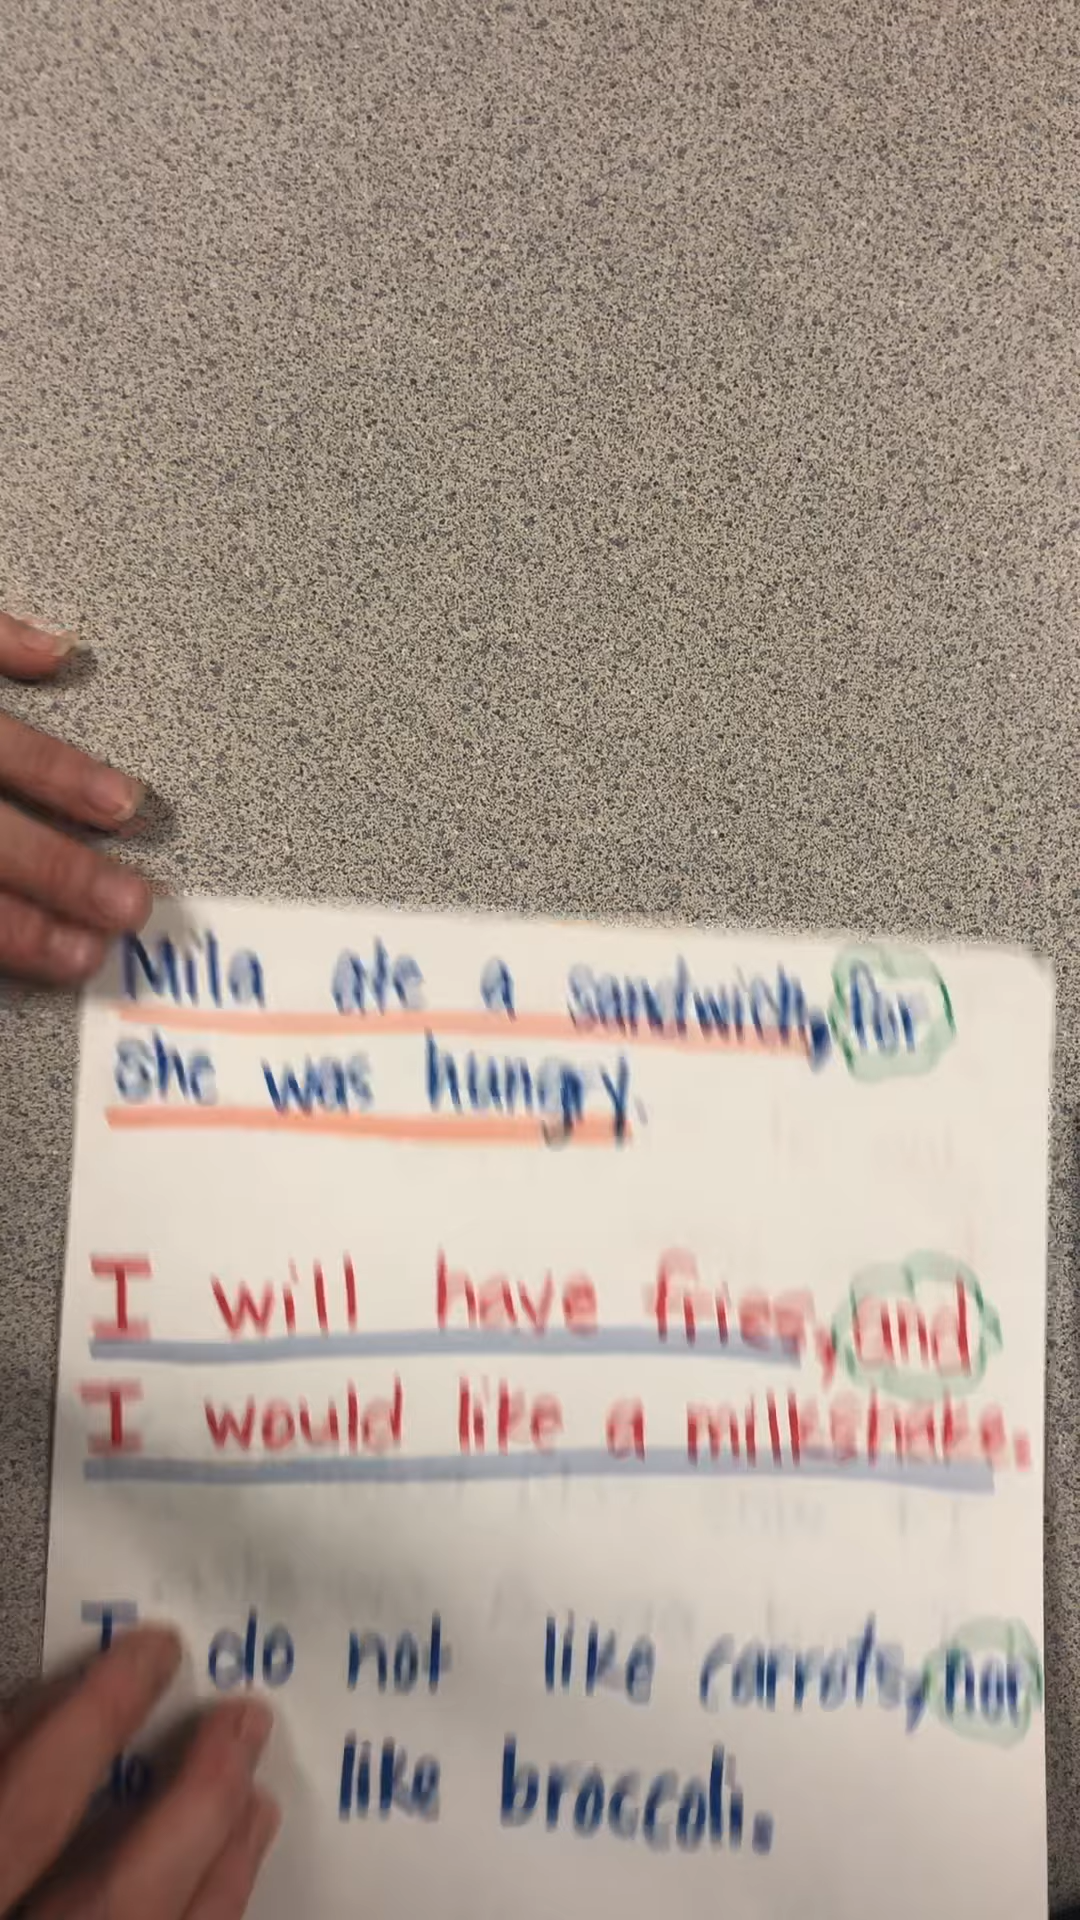 Mila ate a sandwich, for
she was hungry.
I will have fries, and
I would like a milkshake.
I do not like carrots, nor
do like broccoli.